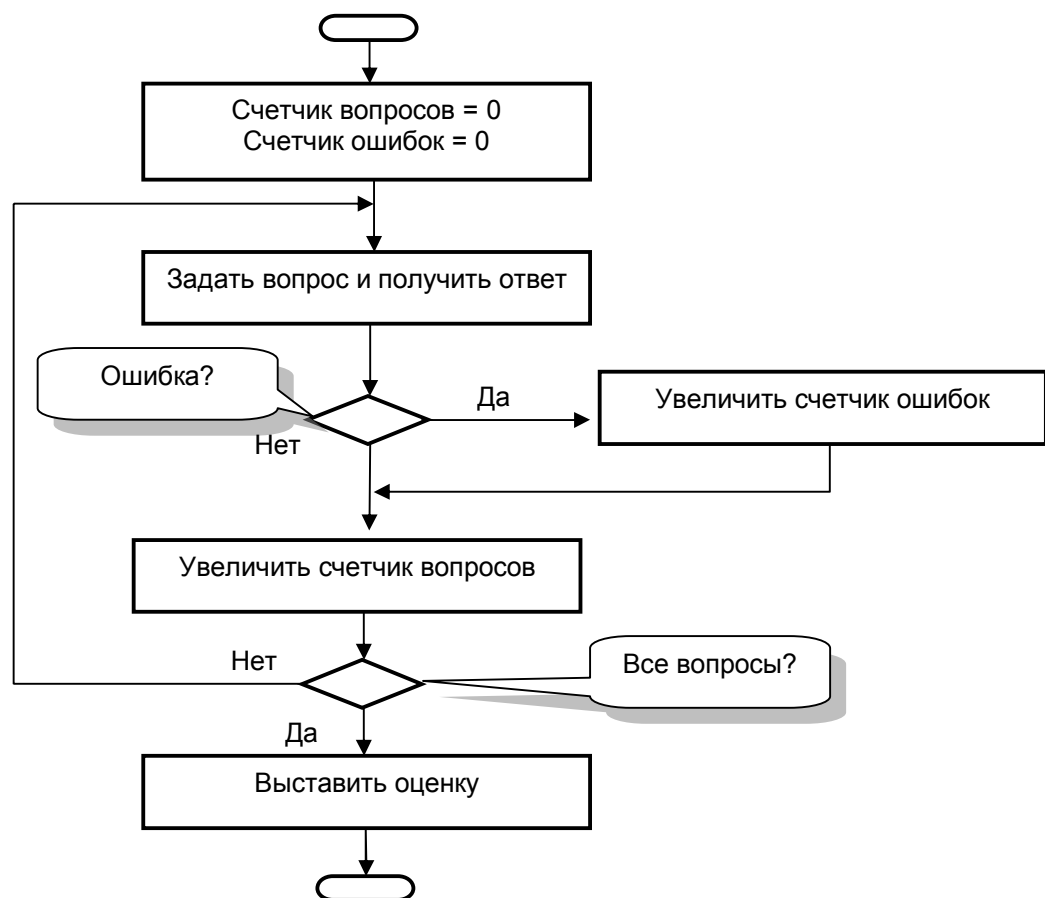 Счетчик вопросов = 0
Счетчик ошибок = 0
Задать вопрос и получить ответ
Ошибка?
Да
Увеличить счетчик ошибок
Нет
Увеличить счетчик вопросов
Нет
Все вопросы?
Да
Выставить оценку